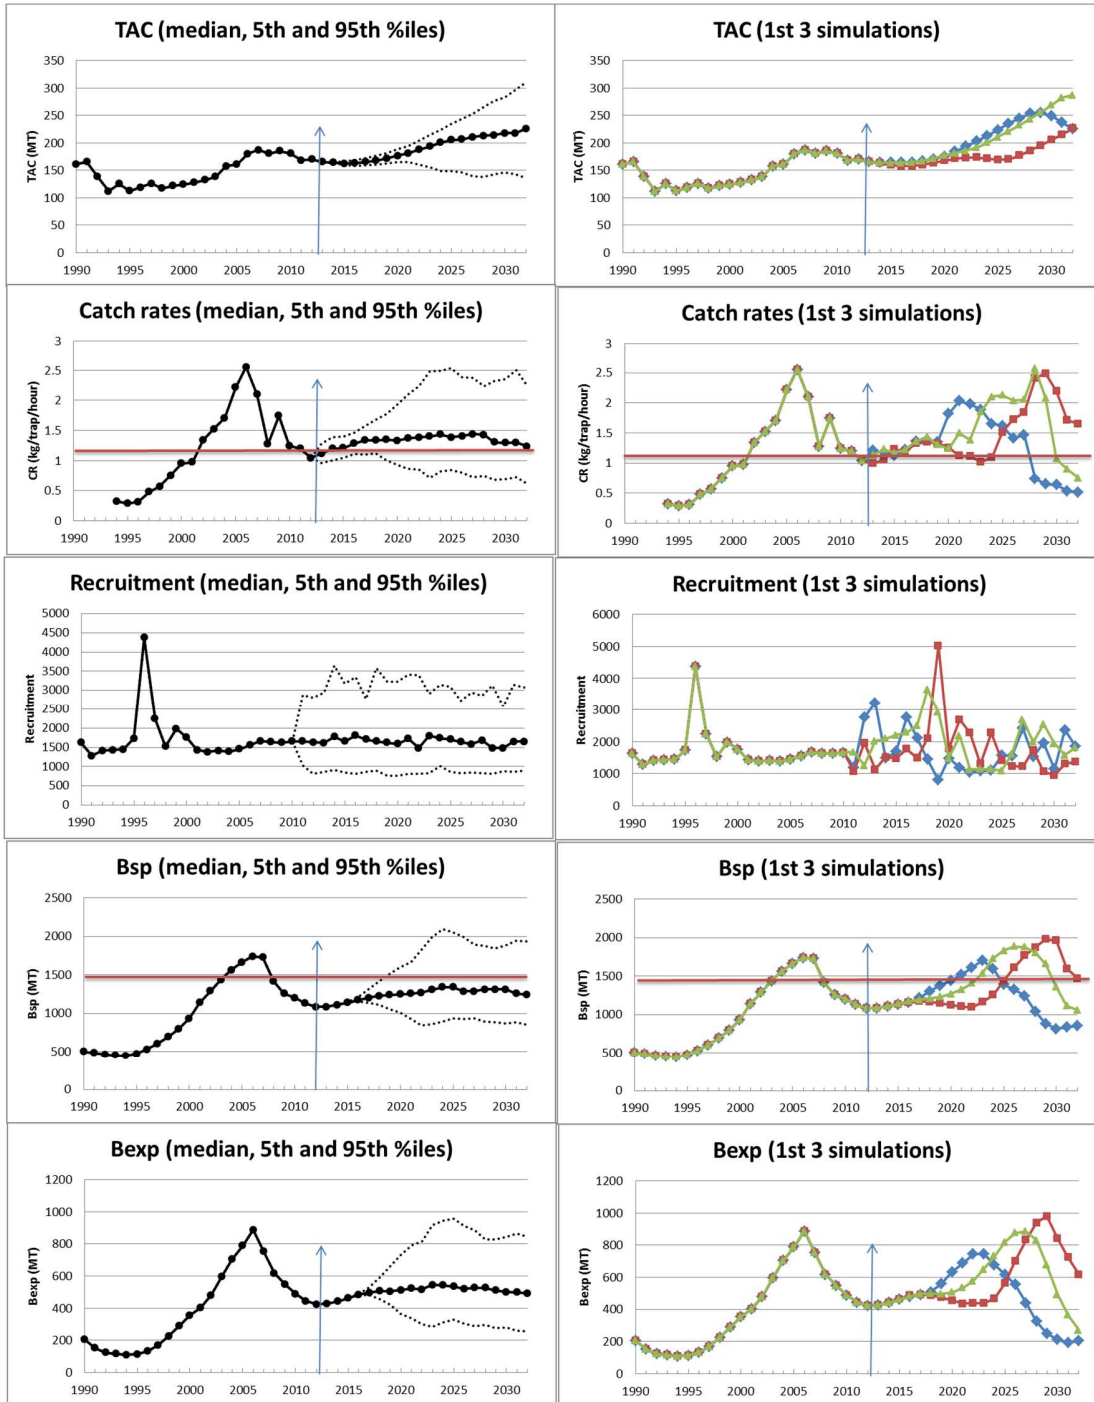 TAC (median, 5th and 95th %iles)
TAC (MT)
350
300
250
200
150
100
50
0
1990 1995 2000 2005 2010 2015 2020 2025 2030
TAC (1st 3 simulations)
TAC (MT)
350
300
250
200
150
100
50
0
1990 1995 2000 2005 2010 2015 2020 2025 2030
Catch rates (median, 5th and 95th %iles)
CR (kg/trap/hour)
3
2.5
2
1.5
1
0.5
0
1990 1995 2000 2005 2010 2015 2020 2025 2030
Catch rates (1st 3 simulations)
CR (kg/trap/hour)
3
2.5
2
1.5
1
0.5
0
1990 1995 2000 2005 2010 2015 2020 2025 2030
Recruitment (median, 5th and 95th %iles)
Recruitment
5000
4500
4000
3500
3000
2500
2000
1500
1000
500
0
1990 1995 2000 2005 2010 2015 2020 2025 2030
Recruitment (1st 3 simulations)
Recruitment
6000
5000
4000
3000
2000
1000
0
1990 1995 2000 2005 2010 2015 2020 2025 2030
Bsp (median, 5th and 95th %iles)
Bsp (MT)
2500
2000
1500
1000
500
0
1990 1995 2000 2005 2010 2015 2020 2025 2030
Bsp (1st 3 simulations)
Bsp (MT)
2500
2000
1500
1000
500
0
1990 1995 2000 2005 2010 2015 2020 2025 2030
Bexp (median, 5th and 95th %iles)
Bexp (MT)
1200
1000
800
600
400
200
0
1990 1995 2000 2005 2010 2015 2020 2025 2030
Bexp (1st 3 simulations)
Bexp (MT)
1200
1000
800
600
400
200
0
1990 1995 2000 2005 2010 2015 2020 2025 2030